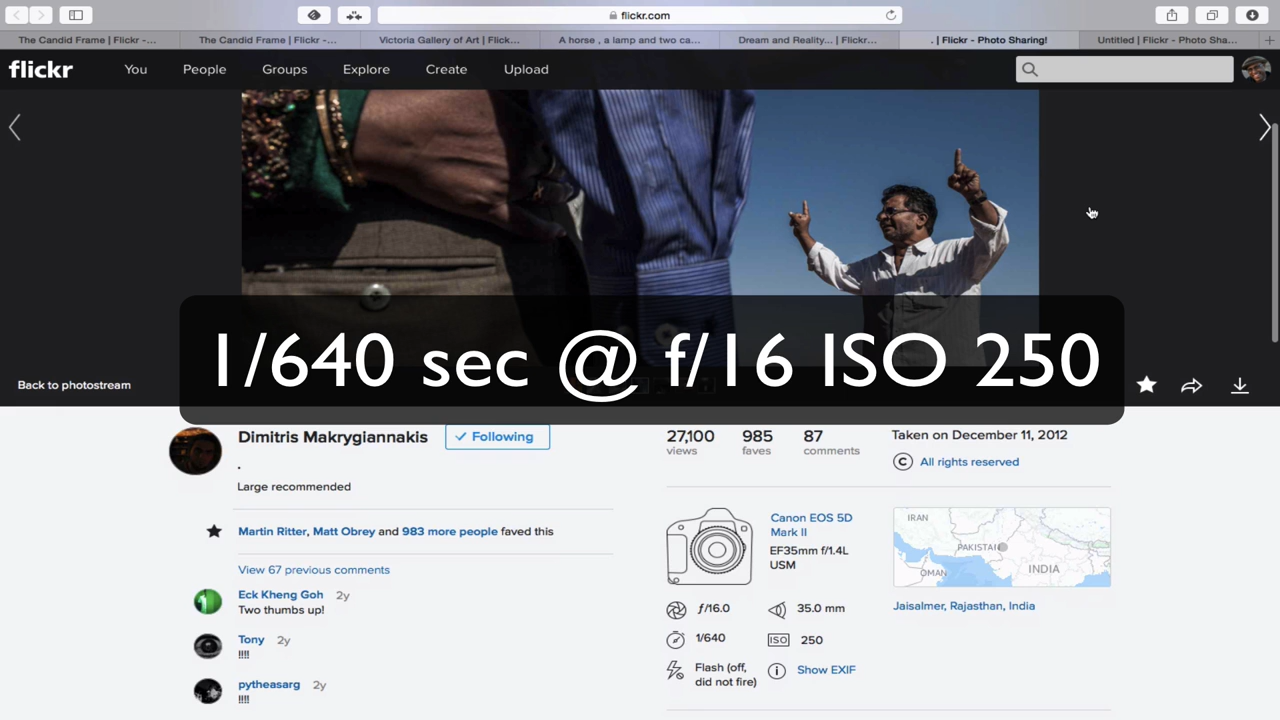 flickr.com
The Candid Frame | Flickr -...
The Candid Frame | Flickr -...
Victoria Gallery of Art | Flick...
A horse , a lamp and two ca...
Dream and Reality... | Flickr...
. | Flickr - Photo Sharing!
Untitled | Flickr - Photo Sha...
flickr
You
People
Groups
Explore
Create
Upload
1/640 sec @ f/16 ISO 250
Back to photostream
Dimitris Makrygiannakis
Following
.
Large recommended
Martin Ritter, Matt Obrey and 983 more people faved this
View 67 previous comments
Eck Kheng Goh 2y
Two thumbs up!
Tony 2y
!!!!
pytheasarg 2y
!!!!
27,100
views
985
faves
87
comments
Taken on December 11, 2012
C All rights reserved
Canon EOS 5D
Mark II
EF35mm f/1.4L
USM
ƒ/16.0
35.0 mm
1/640
ISO 250
Flash (off,
did not fire)
Show EXIF
IRAN
PAKISTAN
OMAN
INDIA
Jaisalmer, Rajasthan, India